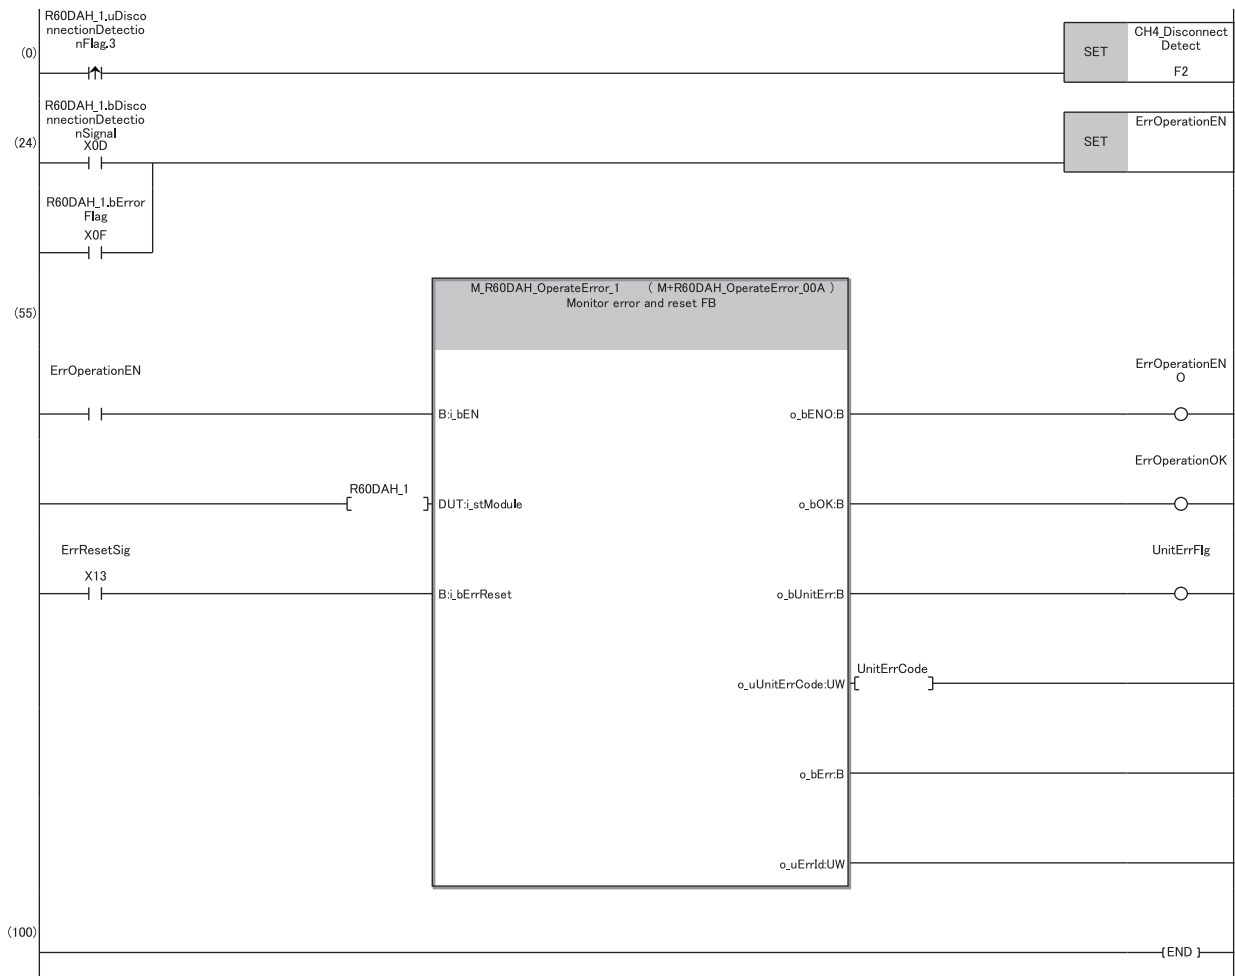 R60DAH_1.uDisco
nnectionDetectio
nFlag.3
(0)
SET
CH4_Disconnect
Detect
F2
R60DAH_1.bDisco
nnectionDetectio
nSignal
X0D
(24)
SET
ErrOperationEN
R60DAH_1.bError
Flag
X0F
(55)
M_R60DAH_OperateError_1 ( M+R60DAH_OperateError_00A )
Monitor error and reset FB
ErrOperationEN
B:i_bEN
o_bENO:B
ErrOperationEN
O
R60DAH_1
DUT:i_stModule
o_bOK:B
ErrOperationOK
ErrResetSig
X13
B:i_bErrReset
o_bUnitErr:B
UnitErrFlg
o_uUnitErrCode:UW
UnitErrCode
o_bErr:B
o_uErrId:UW
(100)
END